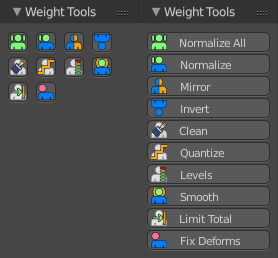 Weight Tools
Weight Tools
Normalize All
Normalize
Mirror
Invert
Clean
Quantize
Levels
Smooth
Limit Total
Fix Deforms